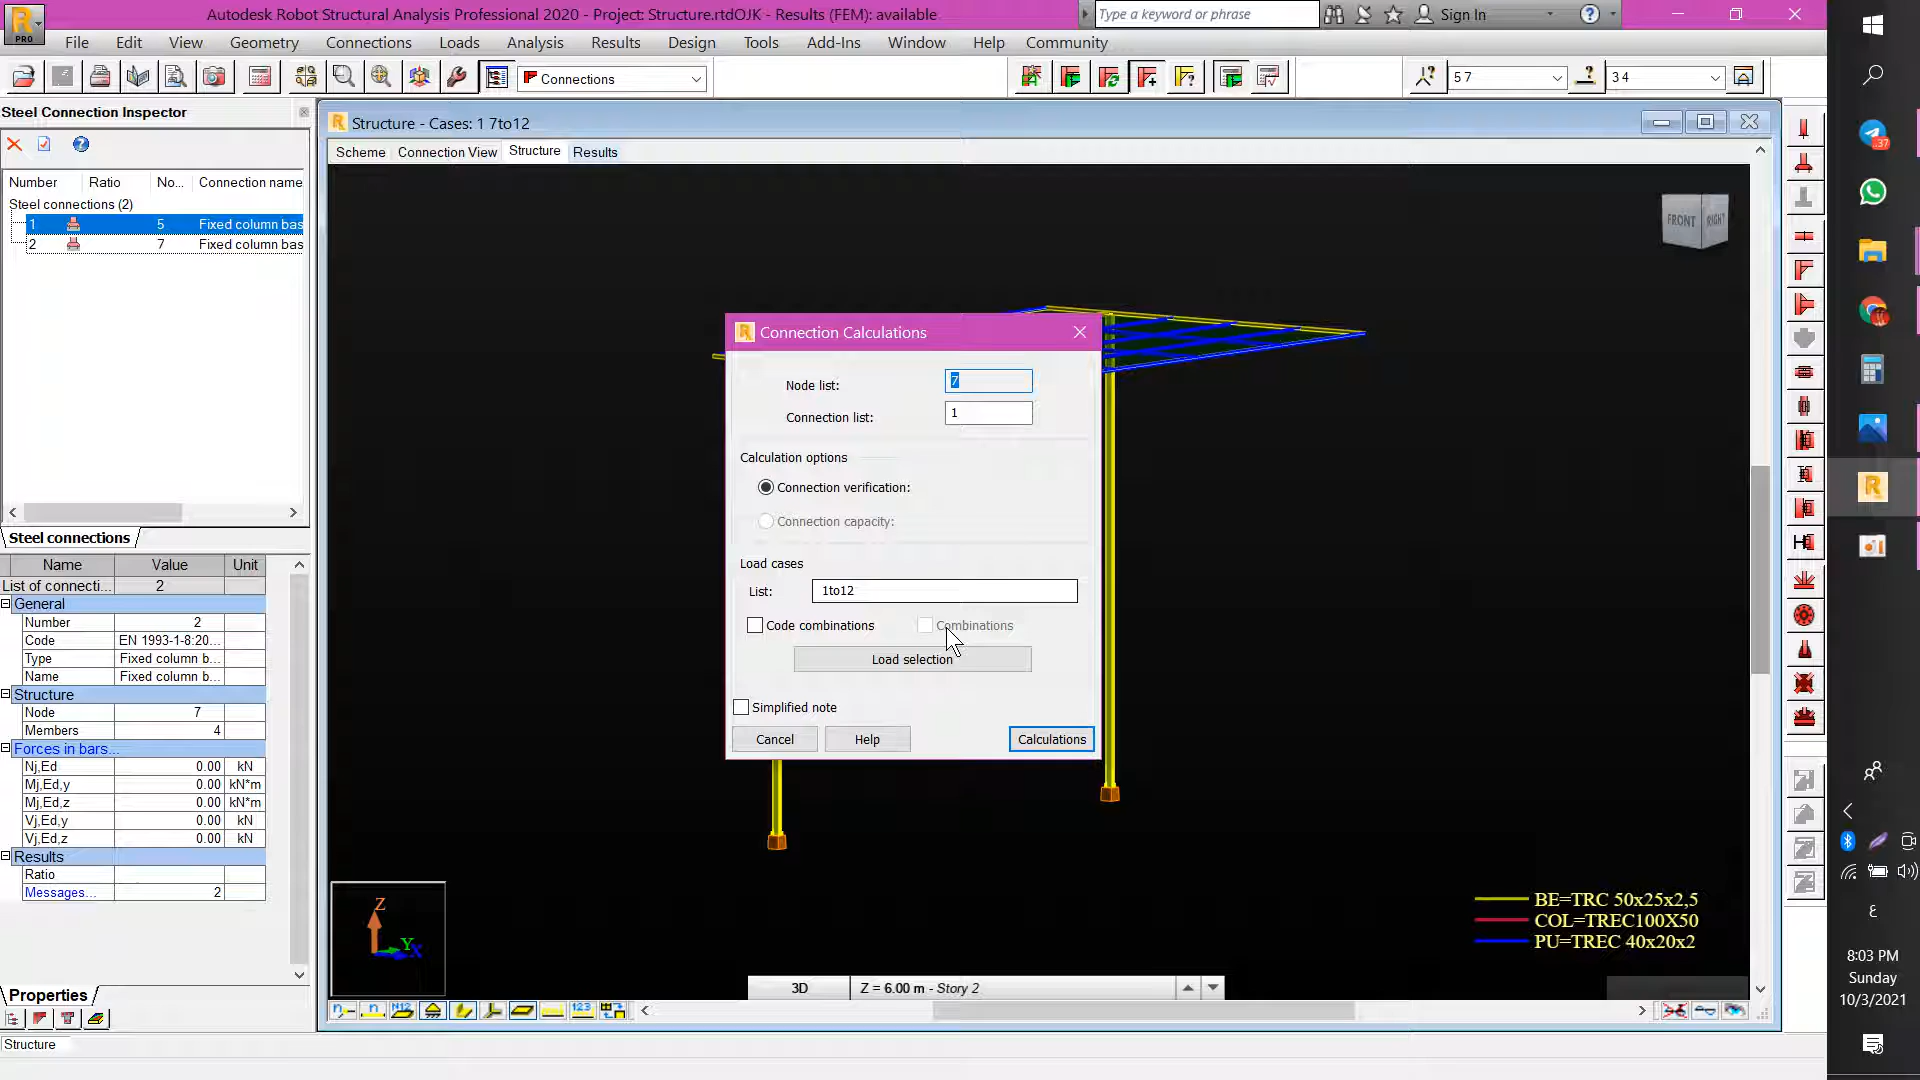 Autodesk Robot Structural Analysis Professional 2020 - Project: Structure.rtdOJK - Results (FEM): available
Type a keyword or phrase
Sign In
PRO
File Edit View Geometry Connections Loads Analysis Results Design Tools Add-Ins Window Help Community
Connections
5 7
3 4
Steel Connection Inspector
Number Ratio No... Connection name
Steel connections (2)
1 5 Fixed column bas
2 7 Fixed column bas
Steel connections
Name Value Unit
List of connecti... 2
General
Number 2
Code EN 1993-1-8:20...
Type Fixed column b...
Name Fixed column b...
Structure
Node 7
Members 4
Forces in bars...
Nj,Ed 0.00 kN
Mj,Ed,y 0.00 kN*m
Mj,Ed,z 0.00 kN*m
Vj,Ed,y 0.00 kN
Vj,Ed,z 0.00 kN
Results
Ratio
Messages... 2
Properties
Structure
Structure - Cases: 1 7to12
Scheme Connection View Structure Results
FRONT RIGHT
Connection Calculations
Node list: 7
Connection list: 1
Calculation options
Connection verification:
Connection capacity:
Load cases
List: 1to12
Code combinations Combinations
Load selection
Simplified note
Cancel Help Calculations
BE=TRC 50x25x2,5
COL=TREC100X50
PU=TREC 40x20x2
Z
Y
X
3D Z = 6.00 m - Story 2
37
ع
8:03 PM
Sunday
10/3/2021